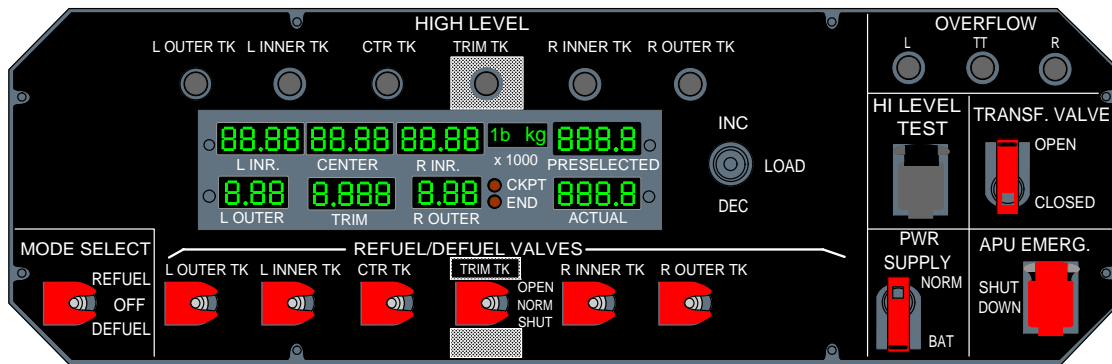 HIGH LEVEL
L OUTER TK L INNER TK CTR TK TRIM TK R INNER TK R OUTER TK
OVERFLOW
L TT R
88.88 88.88 88.88 1b kg 888.8
L INR. CENTER R INR. x 1000 PRESELECTED
8.88 8.888 8.88 CKPT 888.8
END
L OUTER TRIM R OUTER ACTUAL
INC
LOAD
DEC
HI LEVEL
TEST
TRANSF. VALVE
OPEN
CLOSED
MODE SELECT
REFUEL
OFF
DEFUEL
REFUEL/DEFUEL VALVES
L OUTER TK L INNER TK CTR TK TRIM TK R INNER TK R OUTER TK
OPEN
NORM
SHUT
PWR
SUPPLY
NORM
BAT
APU EMERG.
SHUT
DOWN